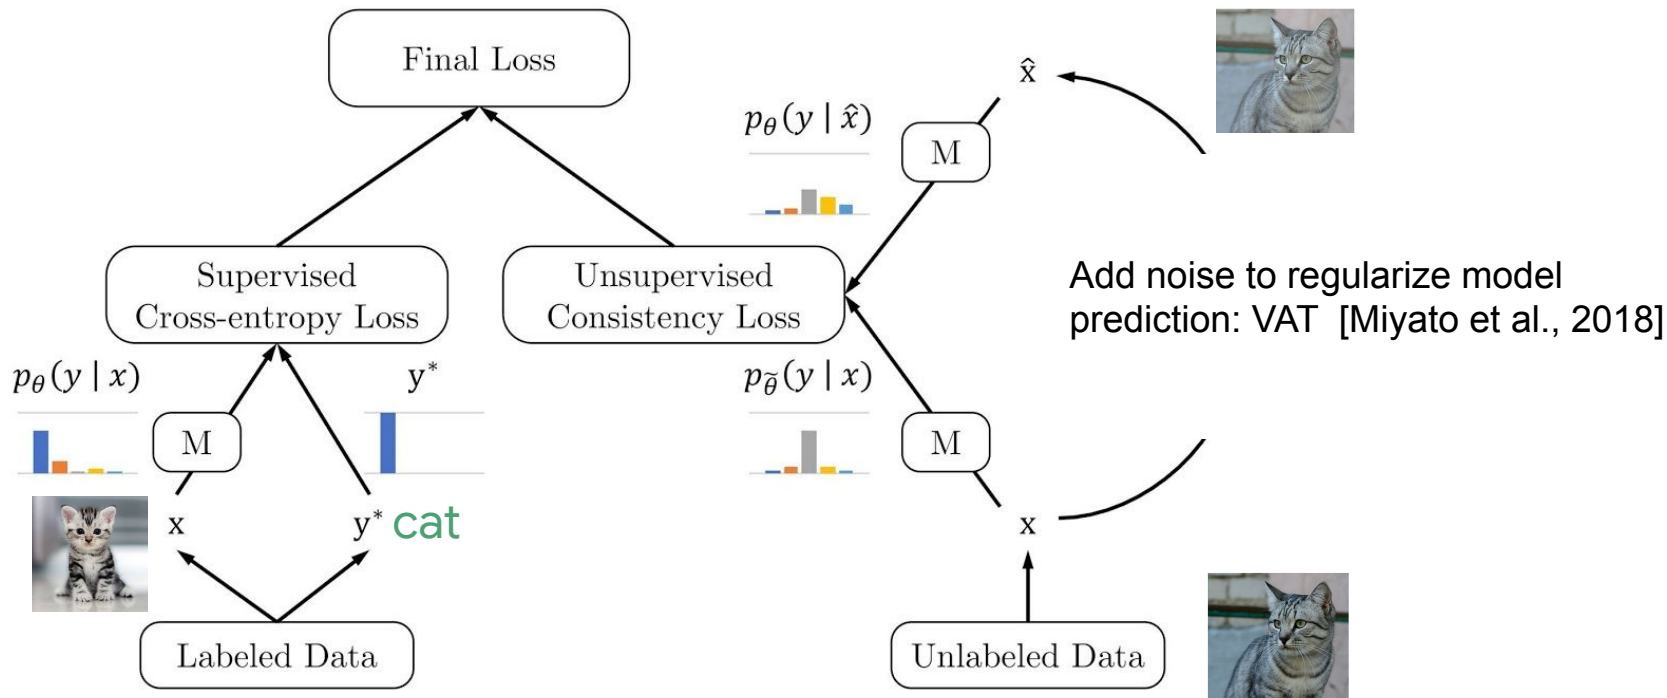 Final Loss
x̂
p_θ(y | x̂)
M
Supervised
Cross-entropy Loss
Unsupervised
Consistency Loss
Add noise to regularize model
prediction: VAT [Miyato et al., 2018]
p_θ(y | x)
y*
p_θ̃(y | x)
M
M
x
y* cat
x
Labeled Data
Unlabeled Data